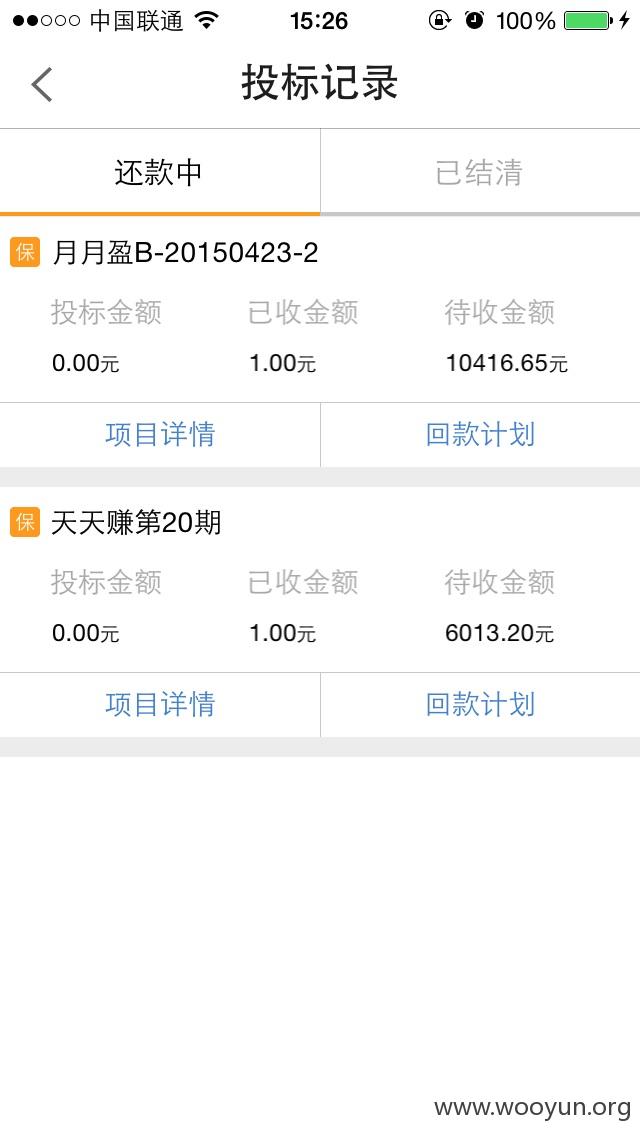 中国联通 15:26 100%
投标记录
还款中 已结清
保 月月盈B-20150423-2
投标金额 已收金额 待收金额
0.00元 1.00元 10416.65元
项目详情 回款计划
保 天天赚第20期
投标金额 已收金额 待收金额
0.00元 1.00元 6013.20元
项目详情 回款计划
www.wooyun.org